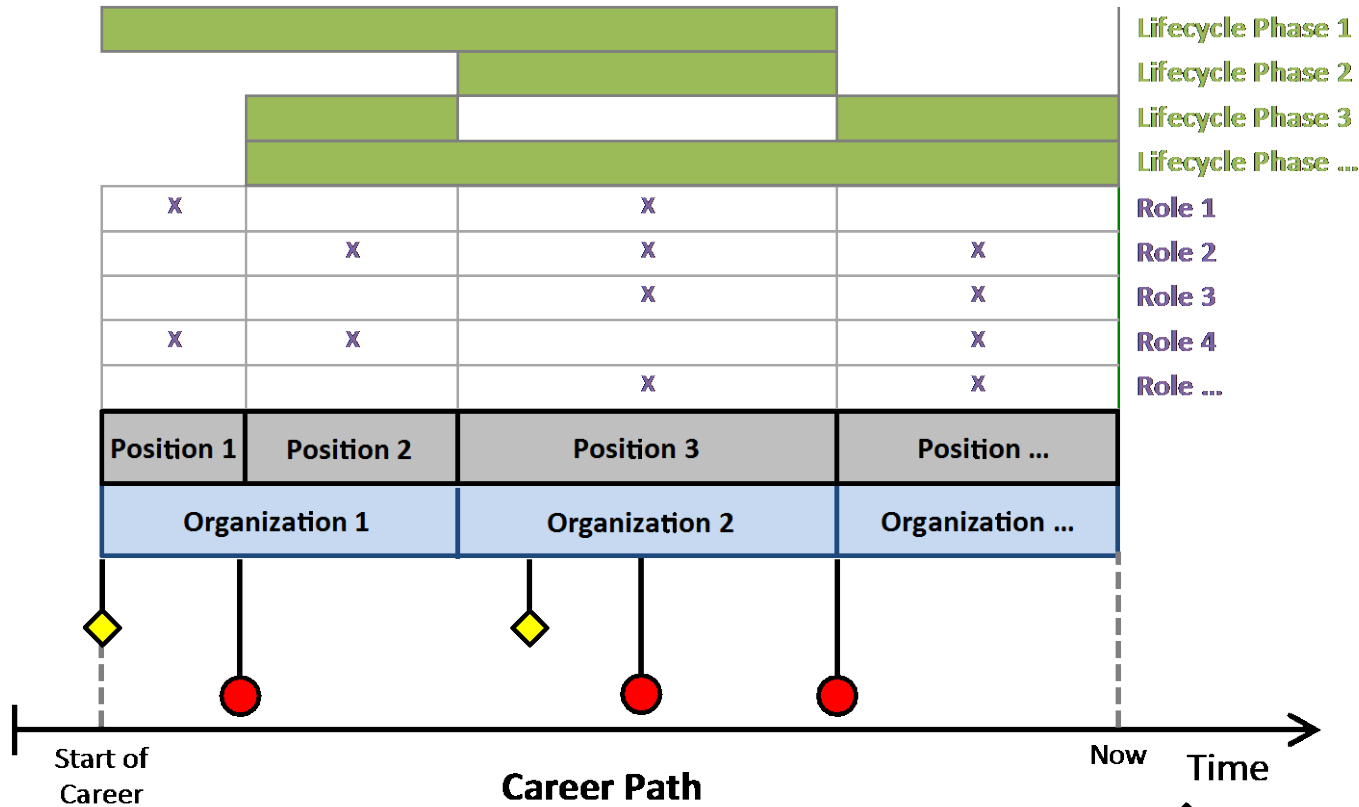 Lifecycle Phase 1
Lifecycle Phase 2
Lifecycle Phase 3
Lifecycle Phase ...
X X Role 1
X X X Role 2
X X Role 3
X X X Role 4
X X Role ...
Position 1 Position 2 Position 3 Position ...
Organization 1 Organization 2 Organization ...
Start of
Career
Career Path
Now
Time